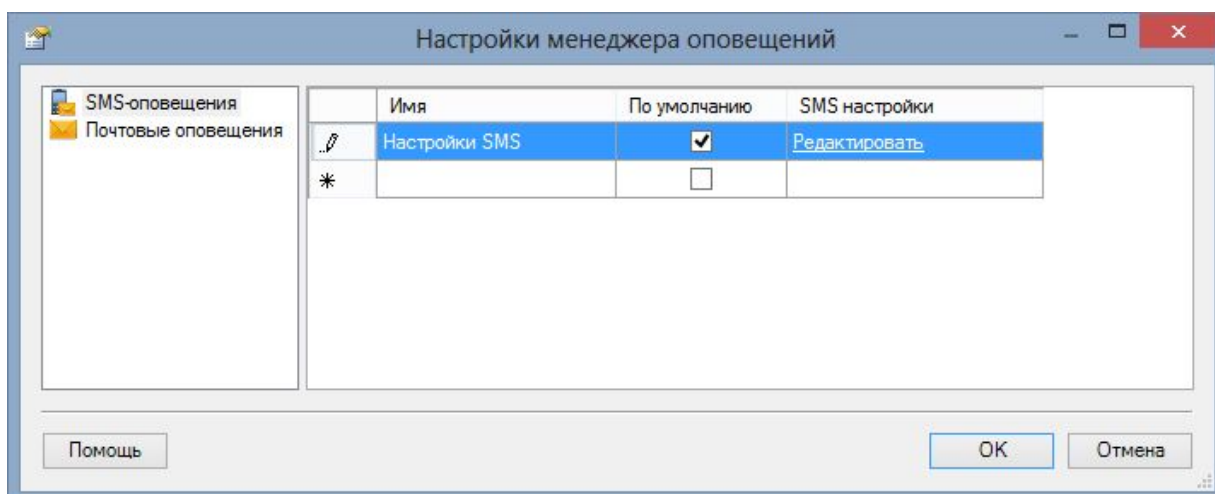 Настройки менеджера оповещений
SMS-оповещения
Почтовые оповещения
Имя По умолчанию SMS настройки
Настройки SMS Редактировать
Помощь OK Отмена